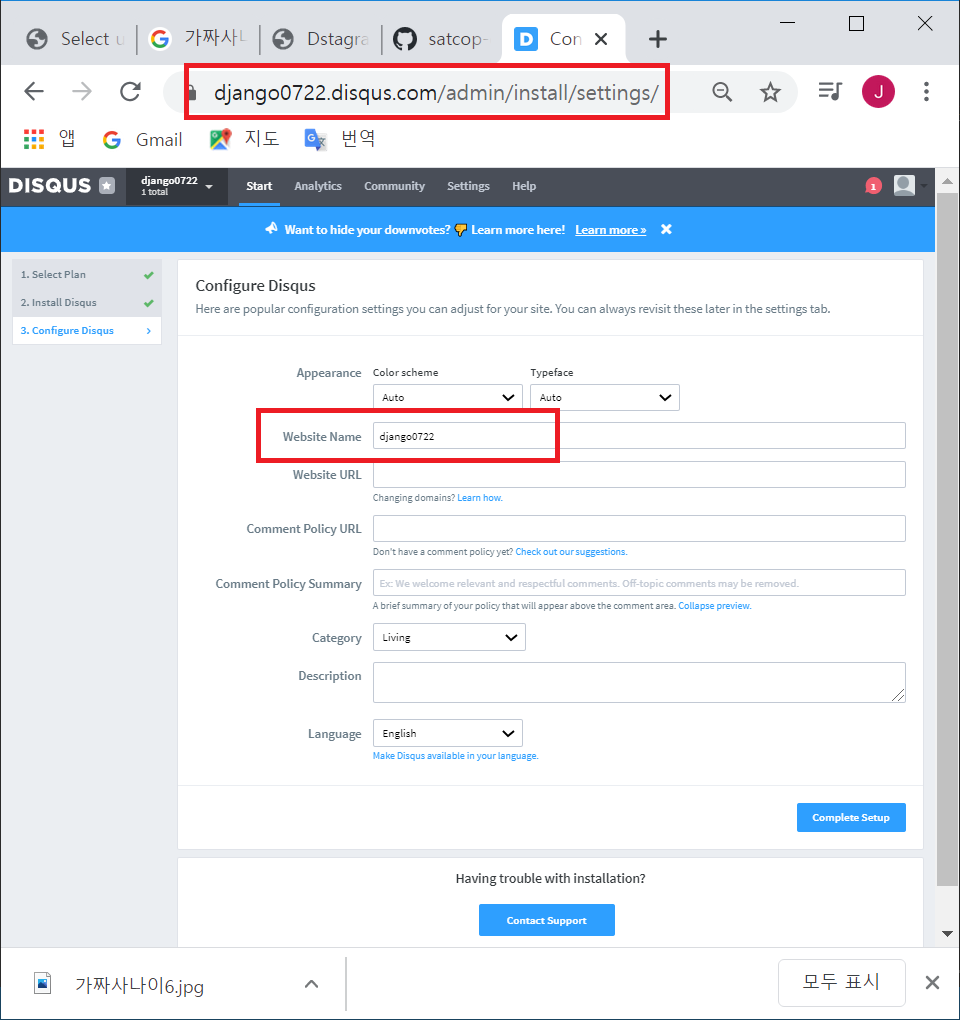 Select u
가짜사나
Dstagra
satcop-
Con
django0722.disqus.com/admin/install/settings/
J
앱
Gmail
지도
번역
DISQUS
django0722
1 total
Start
Analytics
Community
Settings
Help
1
Want to hide your downvotes? 👎 Learn more here! Learn more »
1. Select Plan
2. Install Disqus
3. Configure Disqus
Configure Disqus
Here are popular configuration settings you can adjust for your site. You can always revisit these later in the settings tab.
Appearance
Color scheme
Typeface
Auto
Auto
Website Name
django0722
Website URL
Changing domains? Learn how.
Comment Policy URL
Don't have a comment policy yet? Check out our suggestions.
Comment Policy Summary
Ex: We welcome relevant and respectful comments. Off-topic comments may be removed.
A brief summary of your policy that will appear above the comment area. Collapse preview.
Category
Living
Description
Language
English
Make Disqus available in your language.
Complete Setup
Having trouble with installation?
Contact Support
가짜사나이6.jpg
모두 표시